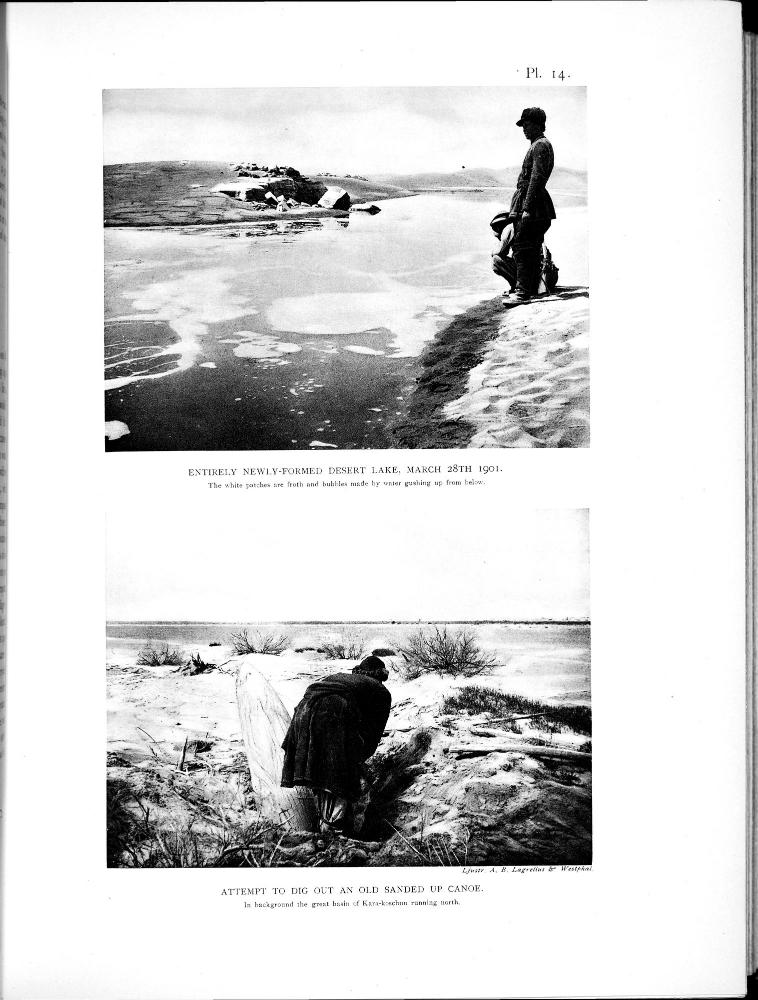 Pl. 14.
ENTIRELY NEWLY-FORMED DESERT LAKE, MARCH 28TH 1901.
The white patches are froth and bubbles made by water gushing up from below.
Ljustr. A. B. Lagrelius & Westphal.
ATTEMPT TO DIG OUT AN OLD SANDED UP CANOE.
In background the great basin of Kara-koschun running north.